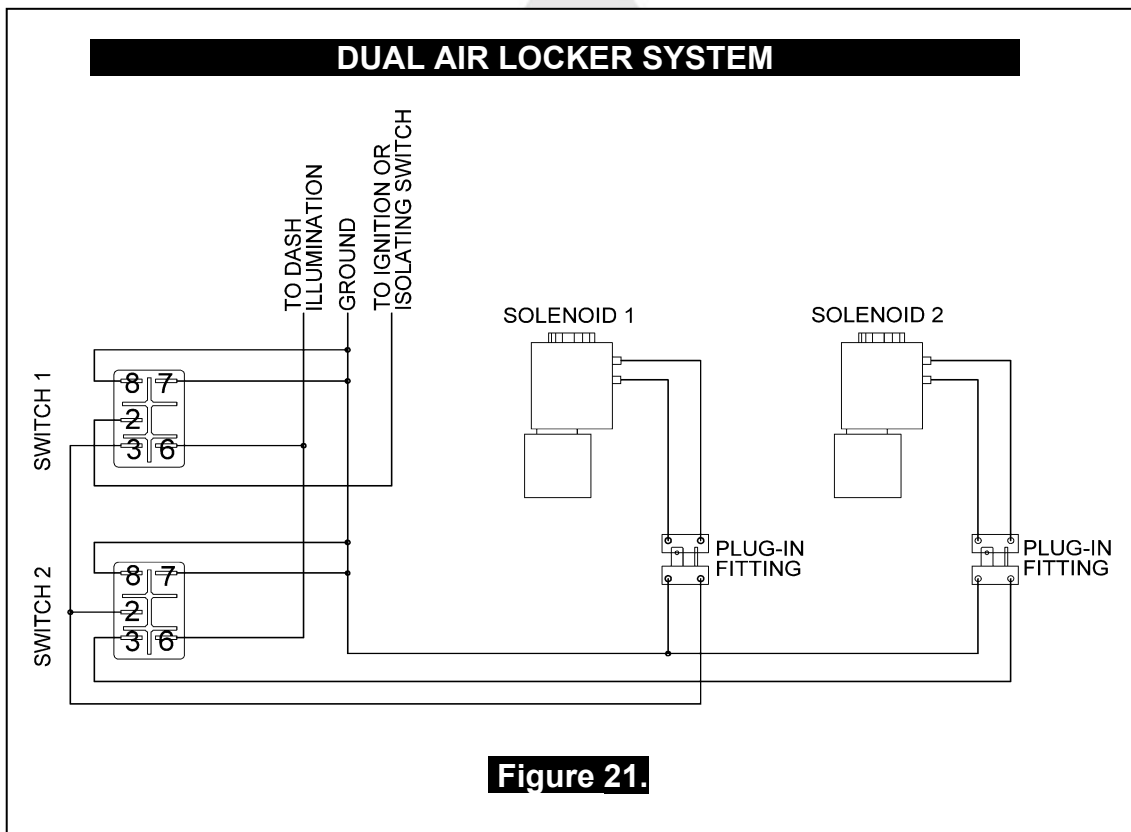 DUAL AIR LOCKER SYSTEM
TO DASH
ILLUMINATION
GROUND
TO IGNITION OR
ISOLATING SWITCH
SOLENOID 1
SOLENOID 2
SWITCH 1
8 7
2
3 6
SWITCH 2
8 7
2
3 6
PLUG-IN
FITTING
PLUG-IN
FITTING
Figure 21.